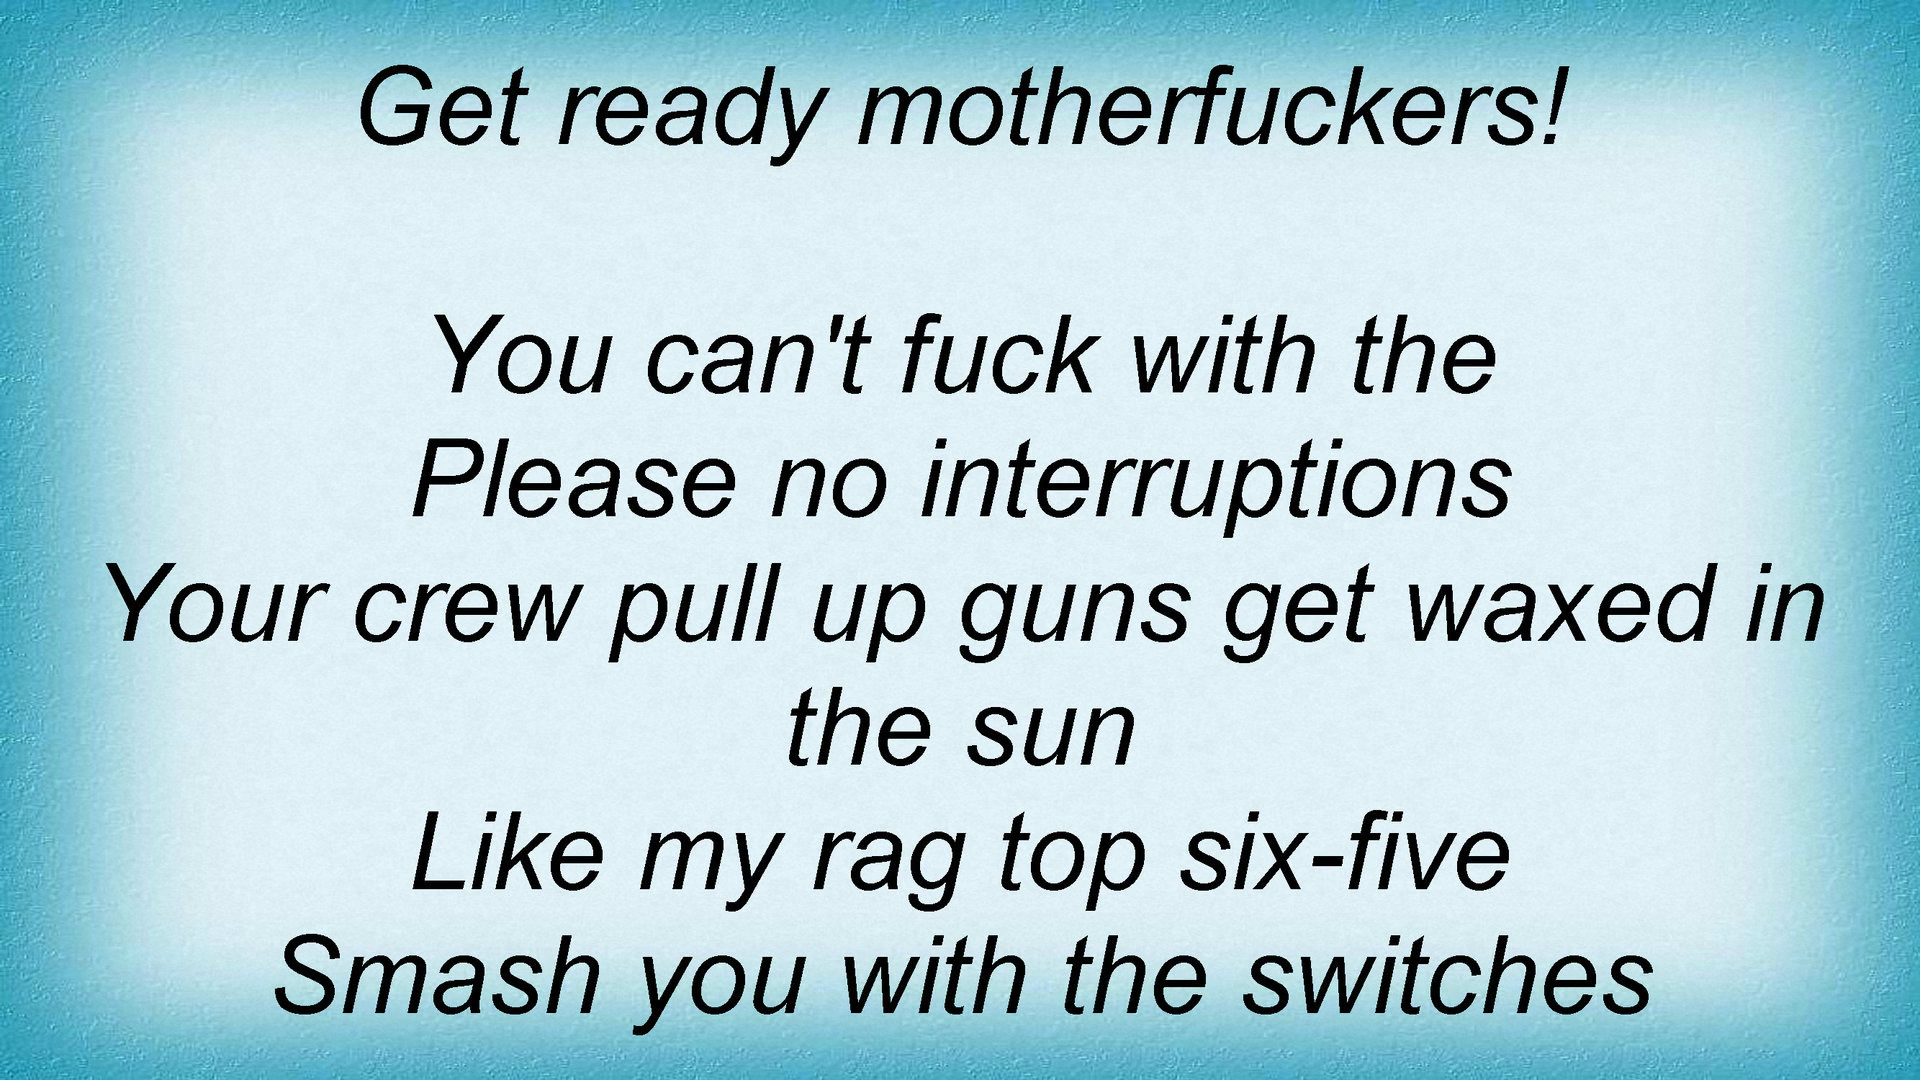 Get ready motherfuckers!
You can't fuck with the
Please no interruptions
Your crew pull up guns get waxed in
the sun
Like my rag top six-five
Smash you with the switches